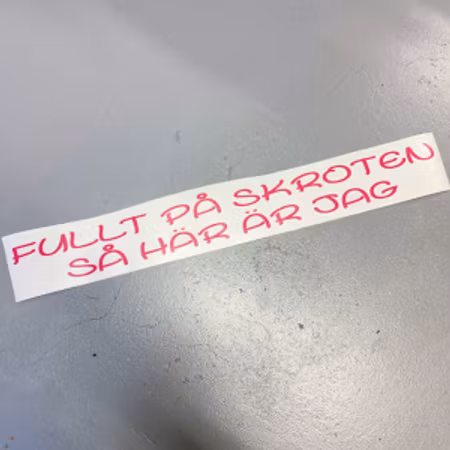 FULLT PÅ SKROTEN
SÅ HÄR ÄR JAG